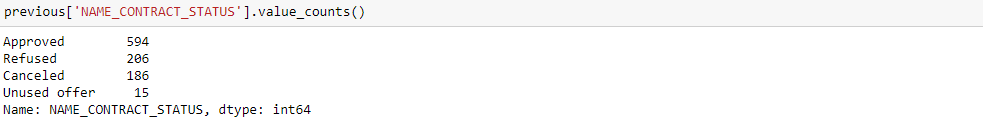 previous['NAME_CONTRACT_STATUS'].value_counts()
Approved        594
Refused         206
Canceled        186
Unused offer     15
Name: NAME_CONTRACT_STATUS, dtype: int64